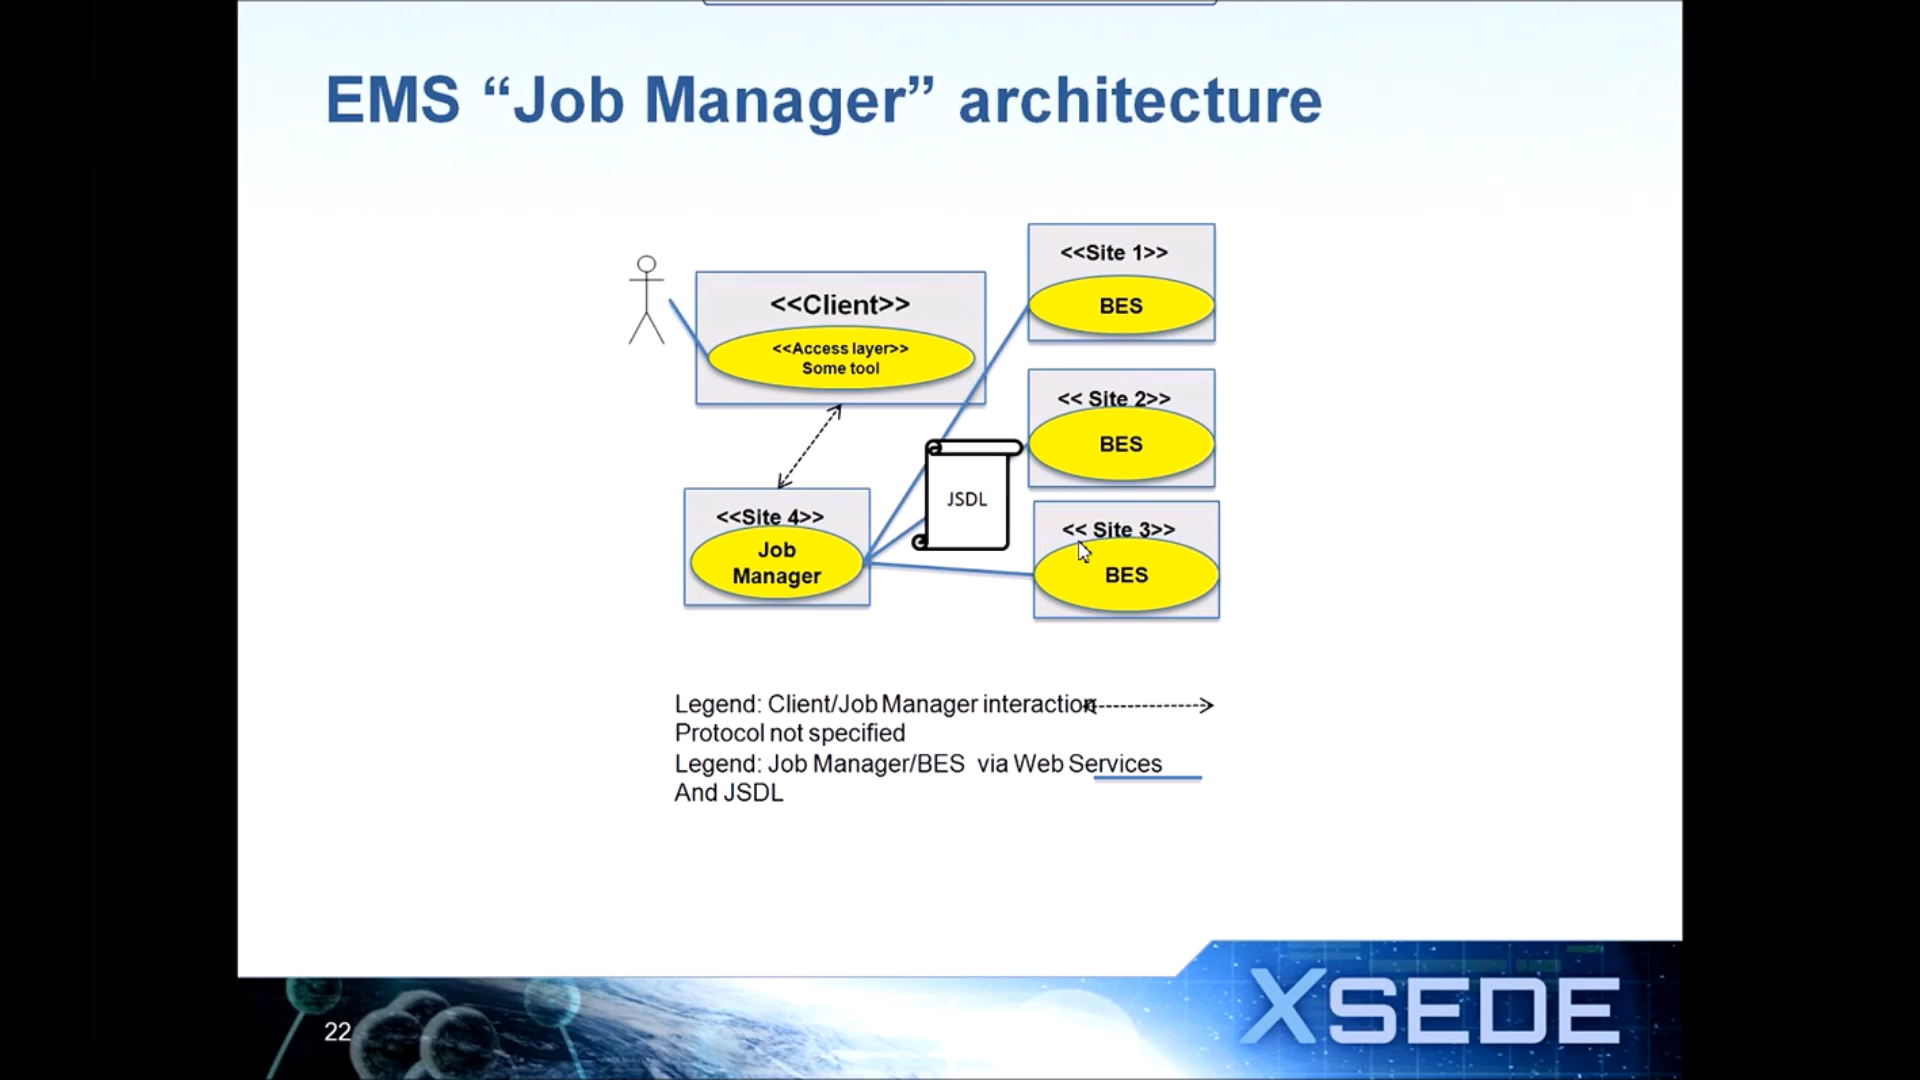 EMS “Job Manager” architecture
<<Site 1>>
BES
<<Client>>
<<Access layer>>
Some tool
<< Site 2>>
BES
JSDL
<<Site 4>>
Job
Manager
<< Site 3>>
BES
Legend: Client/Job Manager interaction
Protocol not specified
Legend: Job Manager/BES via Web Services
And JSDL
22
XSEDE